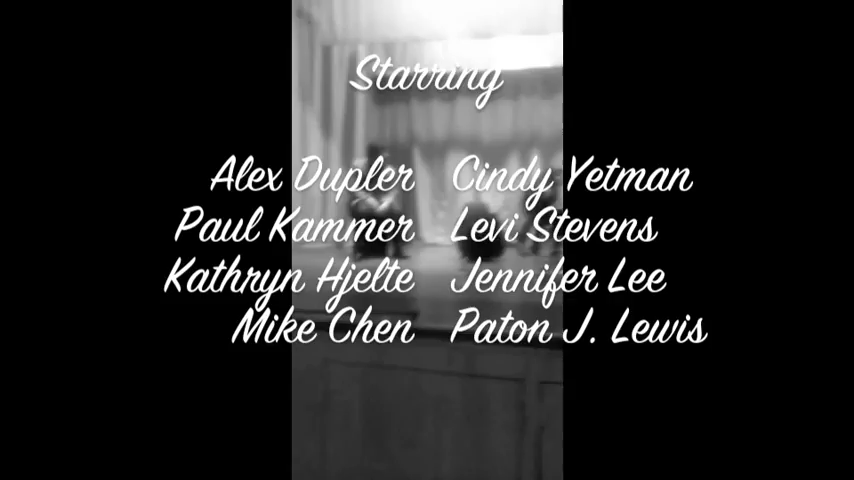 Starring
Alex Dupler Cindy Yetman
Paul Kammer Levi Stevens
Kathryn Hjelte Jennifer Lee
Mike Chen Paton J. Lewis